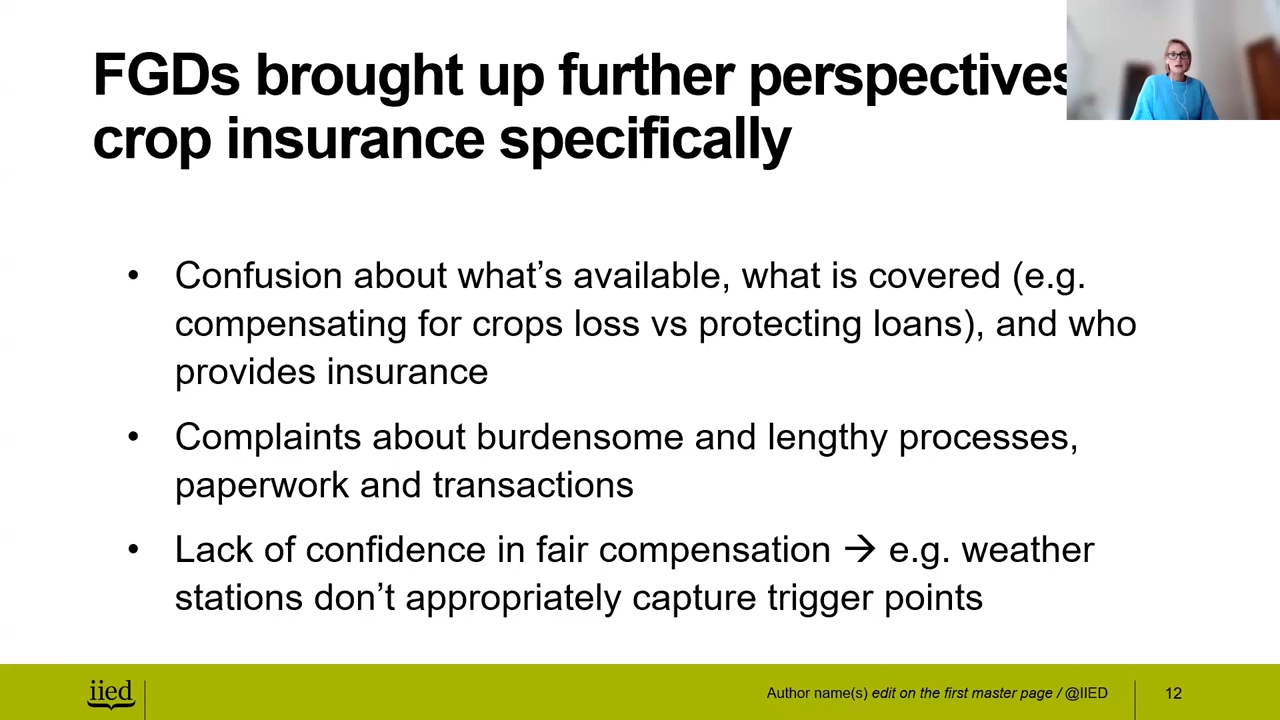 FGDs brought up further perspectives
crop insurance specifically
• Confusion about what’s available, what is covered (e.g.
compensating for crops loss vs protecting loans), and who
provides insurance
• Complaints about burdensome and lengthy processes,
paperwork and transactions
• Lack of confidence in fair compensation → e.g. weather
stations don’t appropriately capture trigger points
iied
Author name(s) edit on the first master page / @IIED
12